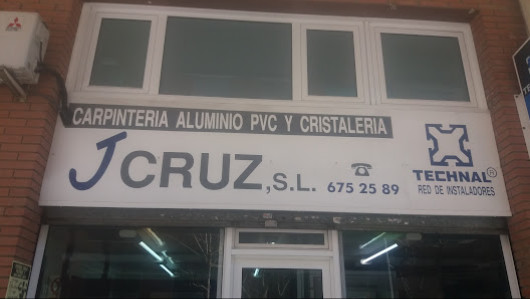 CARPINTERIA ALUMINIO PVC Y CRISTALERIA
J CRUZ, S.L.
☎
675 25 89
TECHNAL®
RED DE INSTALADORES